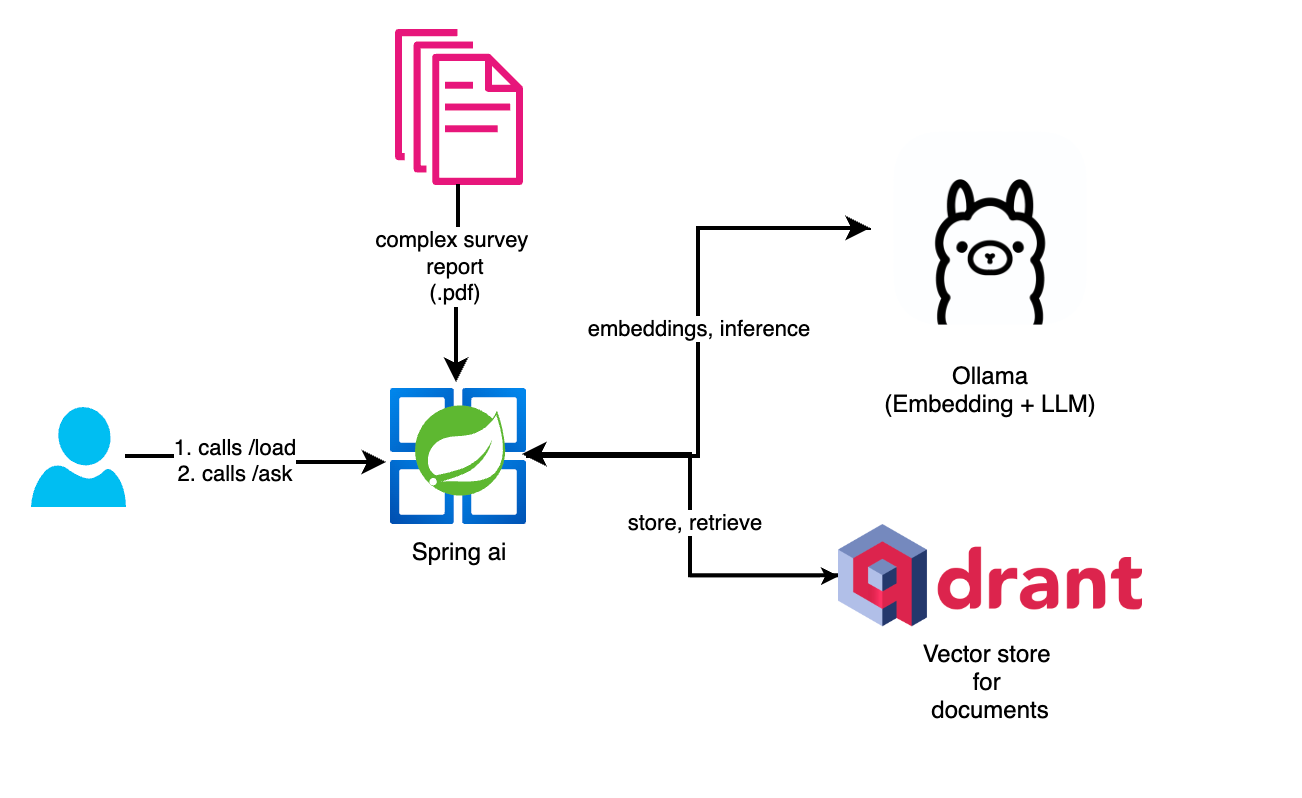 complex survey
report
(.pdf)
embeddings, inference
Ollama
(Embedding + LLM)
1. calls /load
2. calls /ask
Spring ai
store, retrieve
qdrant
Vector store
for
documents